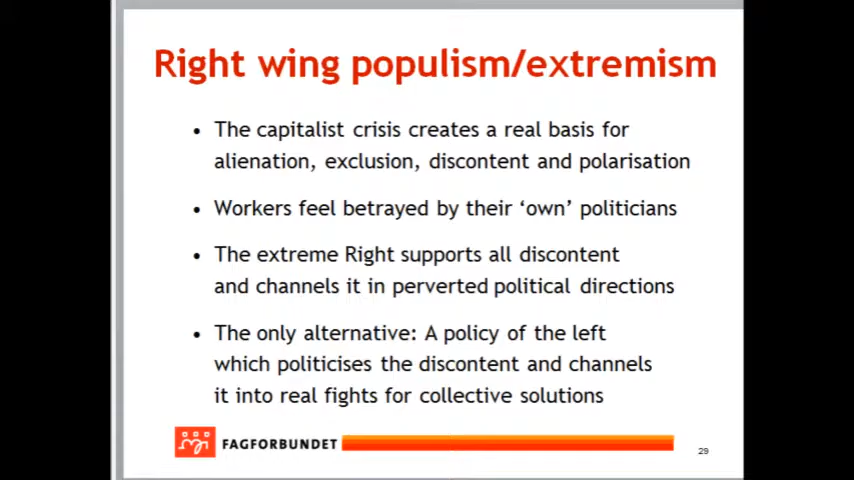 Right wing populism/extremism
• The capitalist crisis creates a real basis for
alienation, exclusion, discontent and polarisation
• Workers feel betrayed by their ‘own’ politicians
• The extreme Right supports all discontent
and channels it in perverted political directions
• The only alternative: A policy of the left
which politicises the discontent and channels
it into real fights for collective solutions
FAGFORBUNDET
29